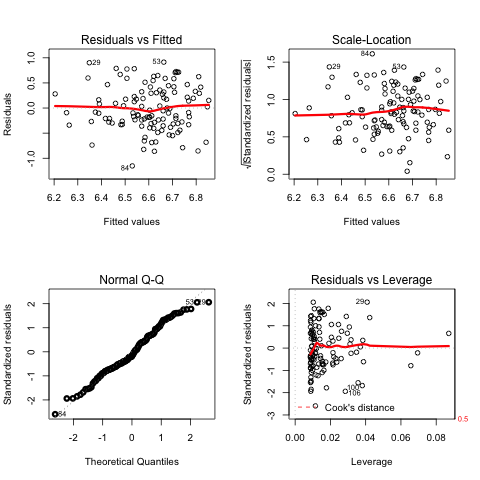 Residuals vs Fitted
Residuals
-1.0 0.0 0.5 1.0
29
53
84
6.2 6.3 6.4 6.5 6.6 6.7 6.8
Fitted values
Scale-Location
√|Standardized residuals|
0.0 0.5 1.0 1.5
84
29
53
6.2 6.3 6.4 6.5 6.6 6.7 6.8
Fitted values
Normal Q-Q
Standardized residuals
-2 -1 0 1 2
53
29
84
-2 -1 0 1 2
Theoretical Quantiles
Residuals vs Leverage
Standardized residuals
-3 -2 -1 0 1 2
29
100
106
Cook's distance
0.5
0.00 0.02 0.04 0.06 0.08
Leverage